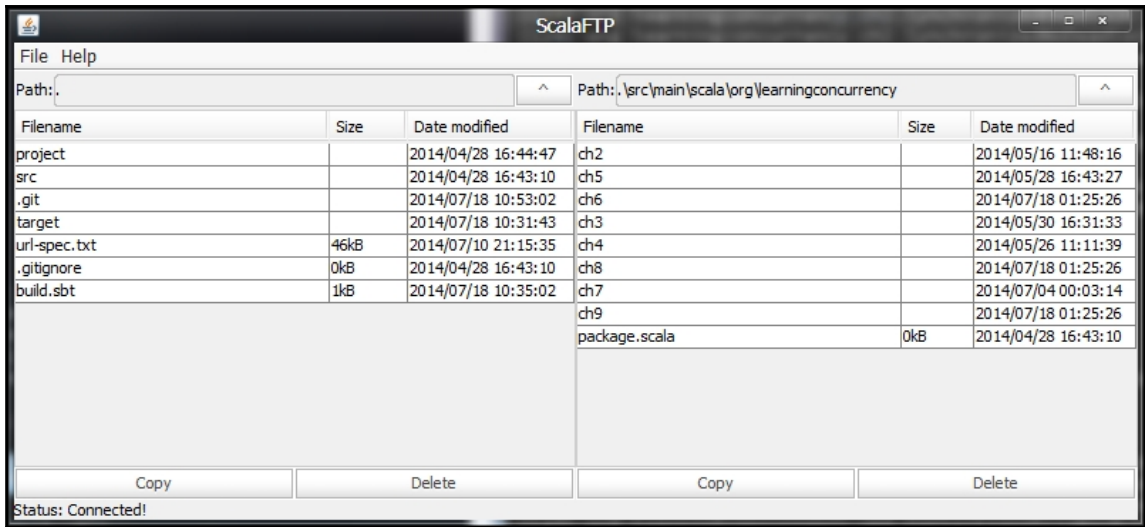 ScalaFTP
File Help
Path: . ^ Path: .\src\main\scala\org\learningconcurrency ^
Filename Size Date modified Filename Size Date modified
project 2014/04/28 16:44:47 ch2 2014/05/16 11:48:16
src 2014/04/28 16:43:10 ch5 2014/05/28 16:43:27
.git 2014/07/18 10:53:02 ch6 2014/07/18 01:25:26
target 2014/07/18 10:31:43 ch3 2014/05/30 16:31:33
url-spec.txt 46kB 2014/07/10 21:15:35 ch4 2014/05/26 11:11:39
.gitignore 0kB 2014/04/28 16:43:10 ch8 2014/07/18 01:25:26
build.sbt 1kB 2014/07/18 10:35:02 ch7 2014/07/04 00:03:14
ch9 2014/07/18 01:25:26
package.scala 0kB 2014/04/28 16:43:10
Copy Delete Copy Delete
Status: Connected!